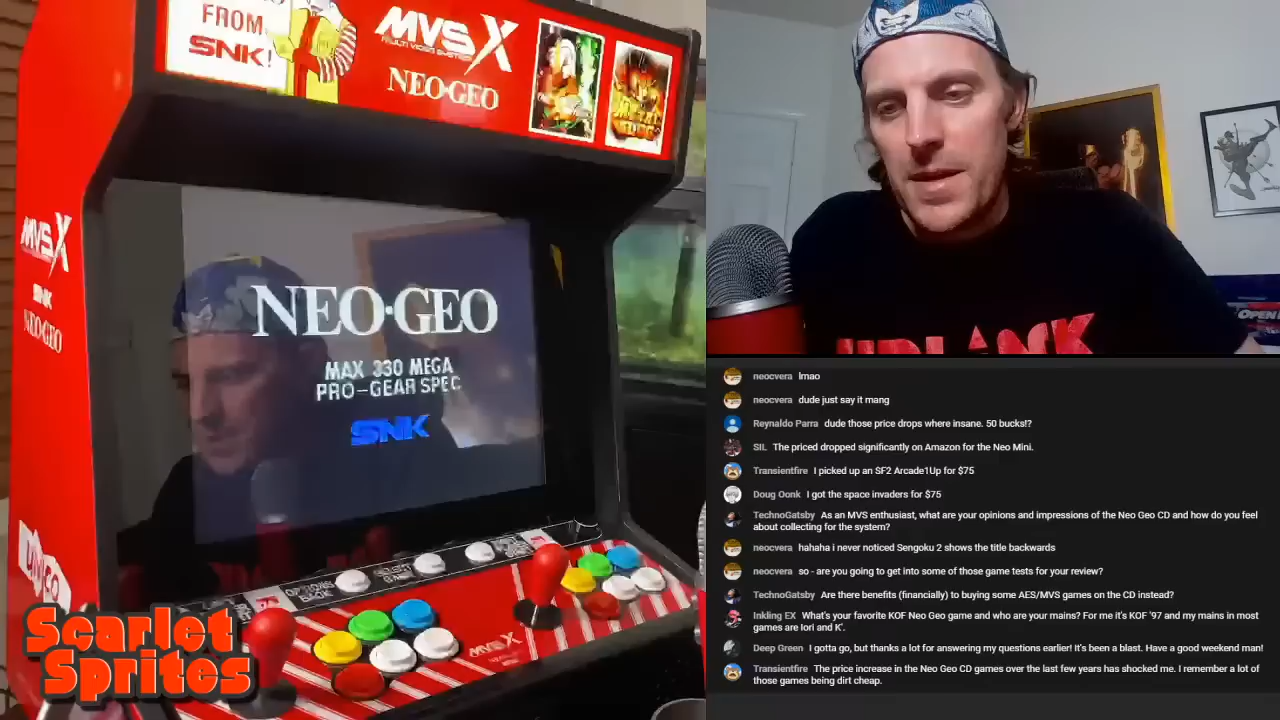 FROM
SNK!
MVSX
MULTI VIDEO SYSTEM
NEO•GEO
MVSX
SNK
NEO•GEO
NEO•GEO
MAX 330 MEGA
PRO-GEAR SPEC
SNK
MVSX
Scarlet
Sprites
OPEN
neocvera lmao
neocvera dude just say it mang
Reynaldo Parra dude those price drops where insane. 50 bucks!?
SIL The priced dropped significantly on Amazon for the Neo Mini.
Transientfire I picked up an SF2 Arcade1Up for $75
Doug Oonk I got the space invaders for $75
TechnoGatsby As an MVS enthusiast, what are your opinions and impressions of the Neo Geo CD and how do you feel
about collecting for the system?
neocvera hahaha i never noticed Sengoku 2 shows the title backwards
neocvera so - are you going to get into some of those game tests for your review?
TechnoGatsby Are there benefits (financially) to buying some AES/MVS games on the CD instead?
Inkling EX What's your favorite KOF Neo Geo game and who are your mains? For me it's KOF '97 and my mains in most
games are Iori and K'.
Deep Green I gotta go, but thanks a lot for answering my questions earlier! It's been a blast. Have a good weekend man!
Transientfire The price increase in the Neo Geo CD games over the last few years has shocked me. I remember a lot of
those games being dirt cheap.